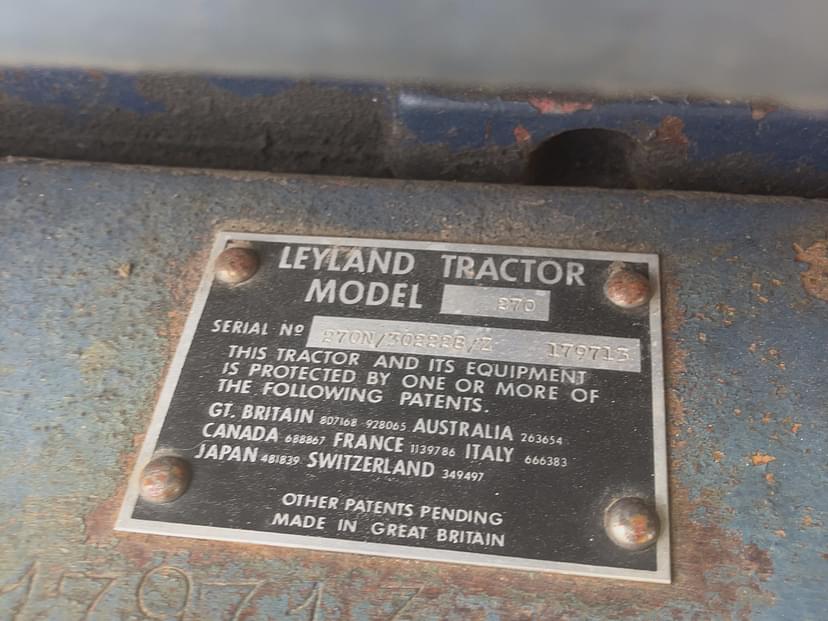 LEYLAND TRACTOR
MODEL 270
SERIAL Nº 270N/30222B/Z 179713
THIS TRACTOR AND ITS EQUIPMENT
IS PROTECTED BY ONE OR MORE OF
THE FOLLOWING PATENTS.
GT. BRITAIN 807168 928065 AUSTRALIA 263654
CANADA 688867 FRANCE 1139786 ITALY 666383
JAPAN 481839 SWITZERLAND 349497
OTHER PATENTS PENDING
MADE IN GREAT BRITAIN